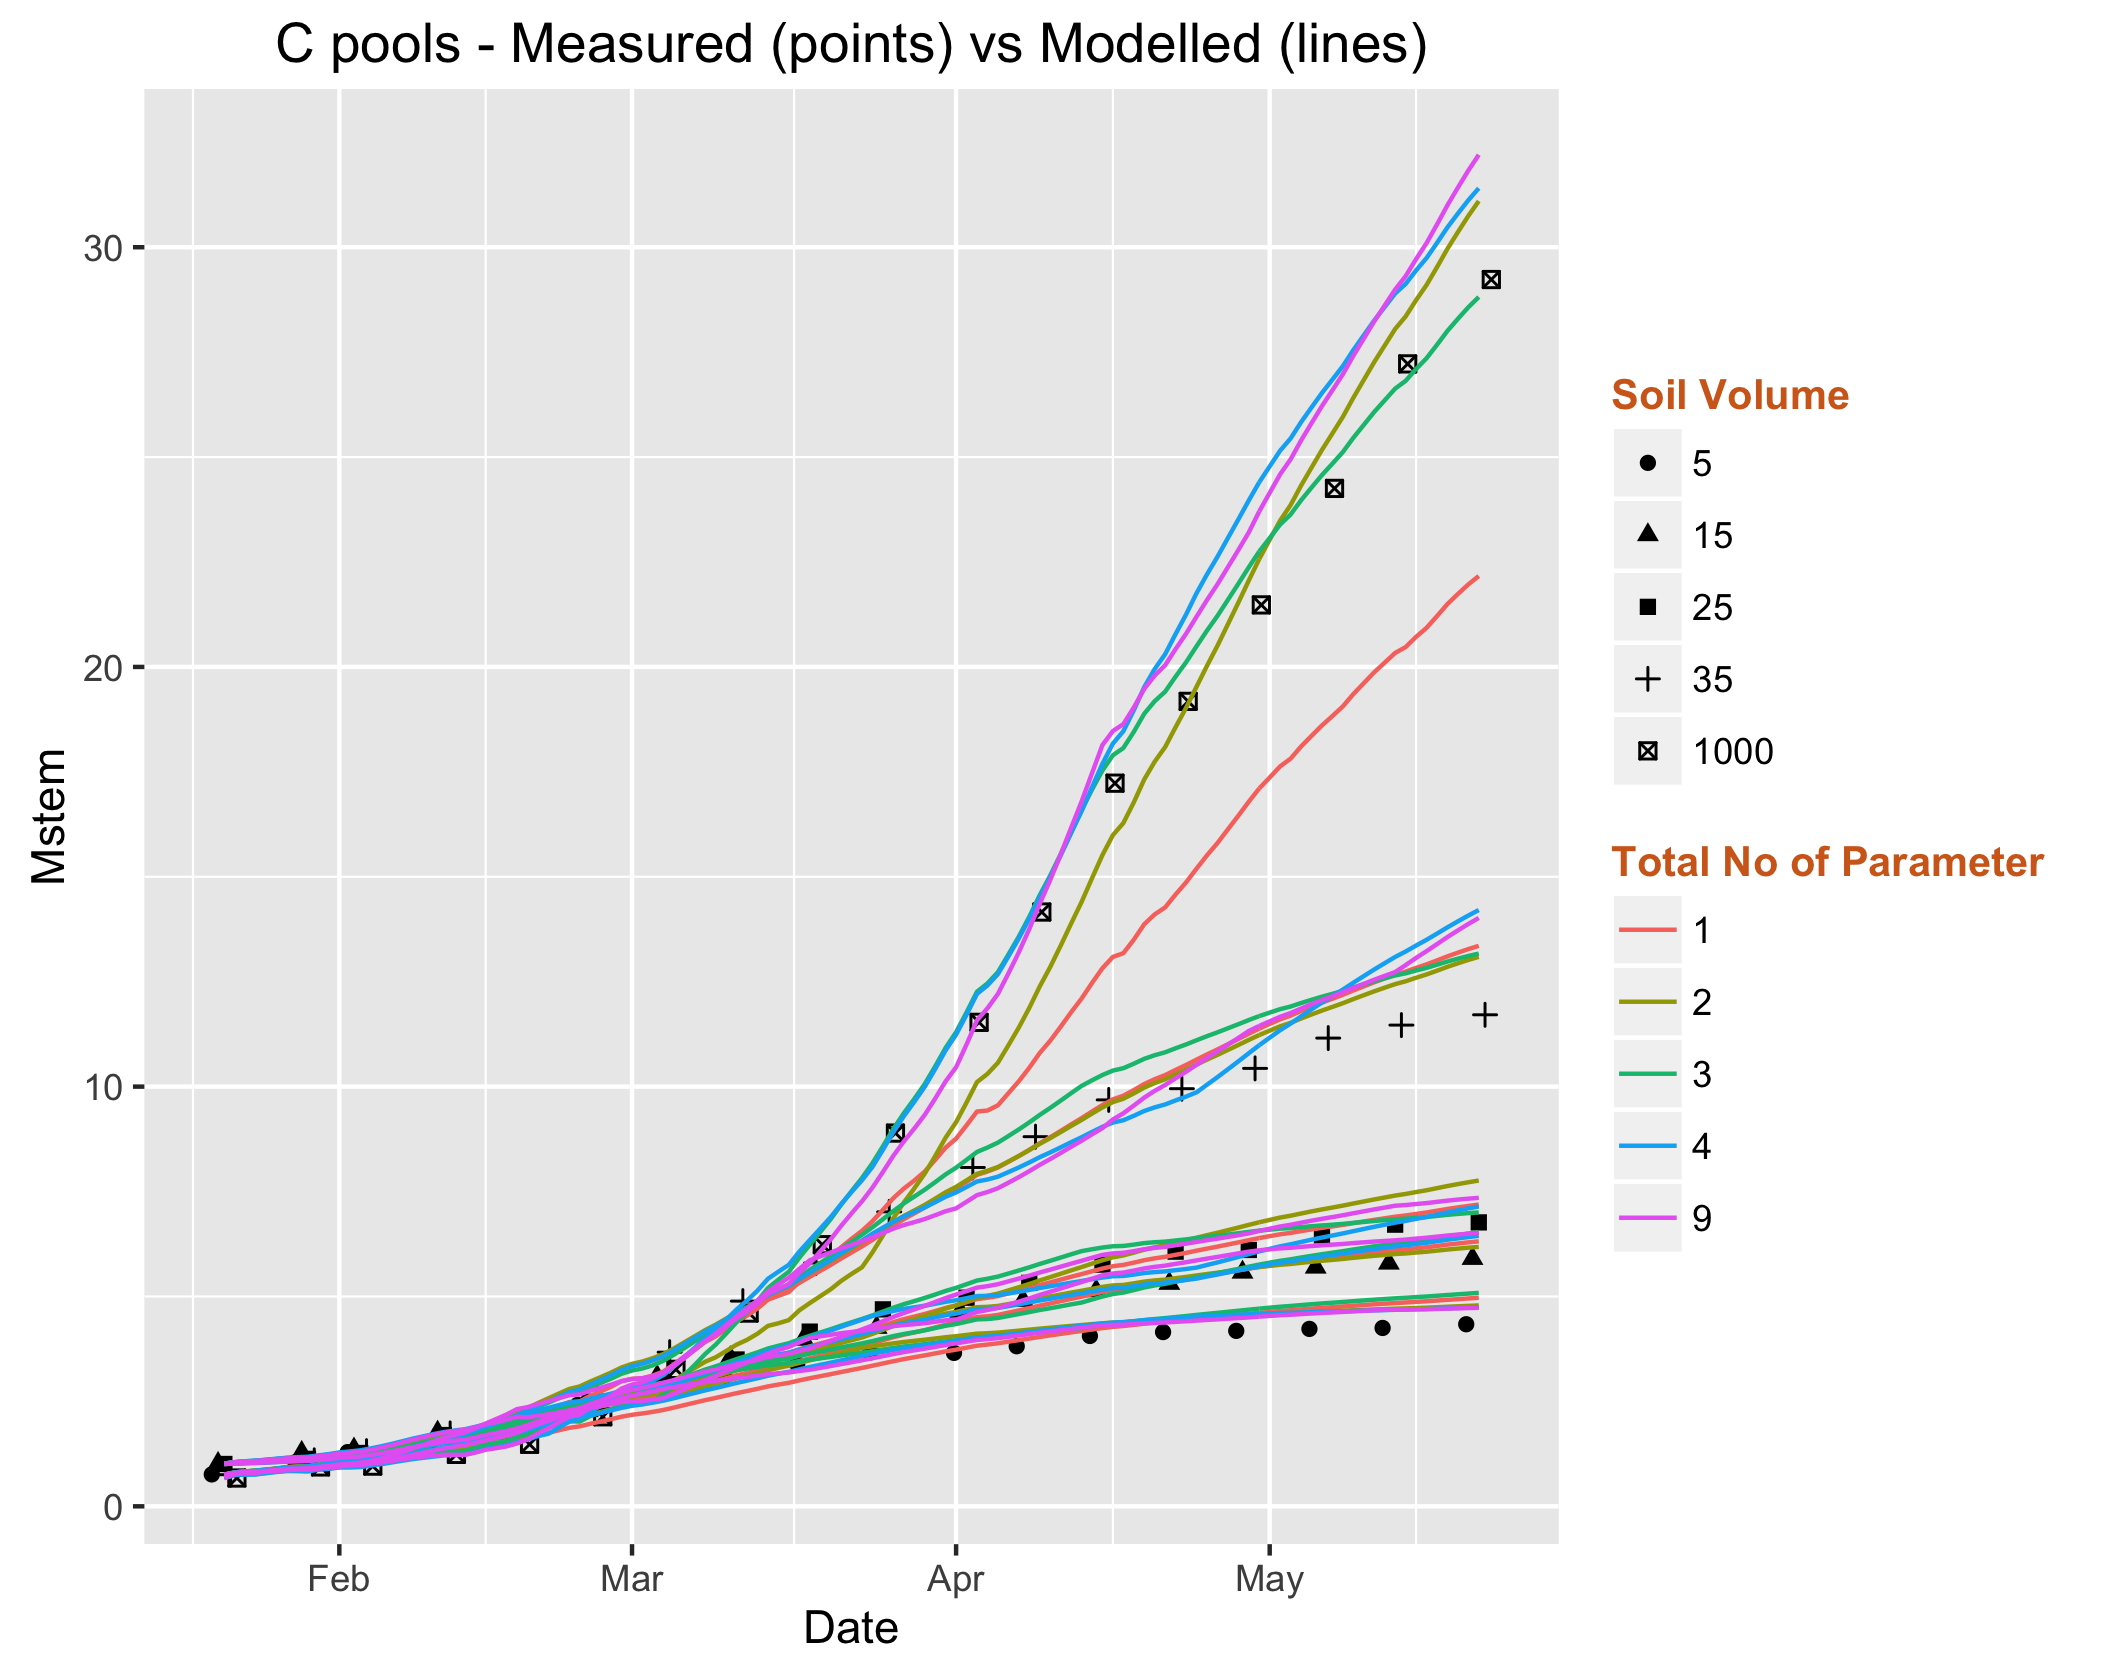 C pools - Measured (points) vs Modelled (lines)
30
20
10
0
Mstem
Feb Mar Apr May
Date
Soil Volume
5
15
25
35
1000
Total No of Parameter
1
2
3
4
9